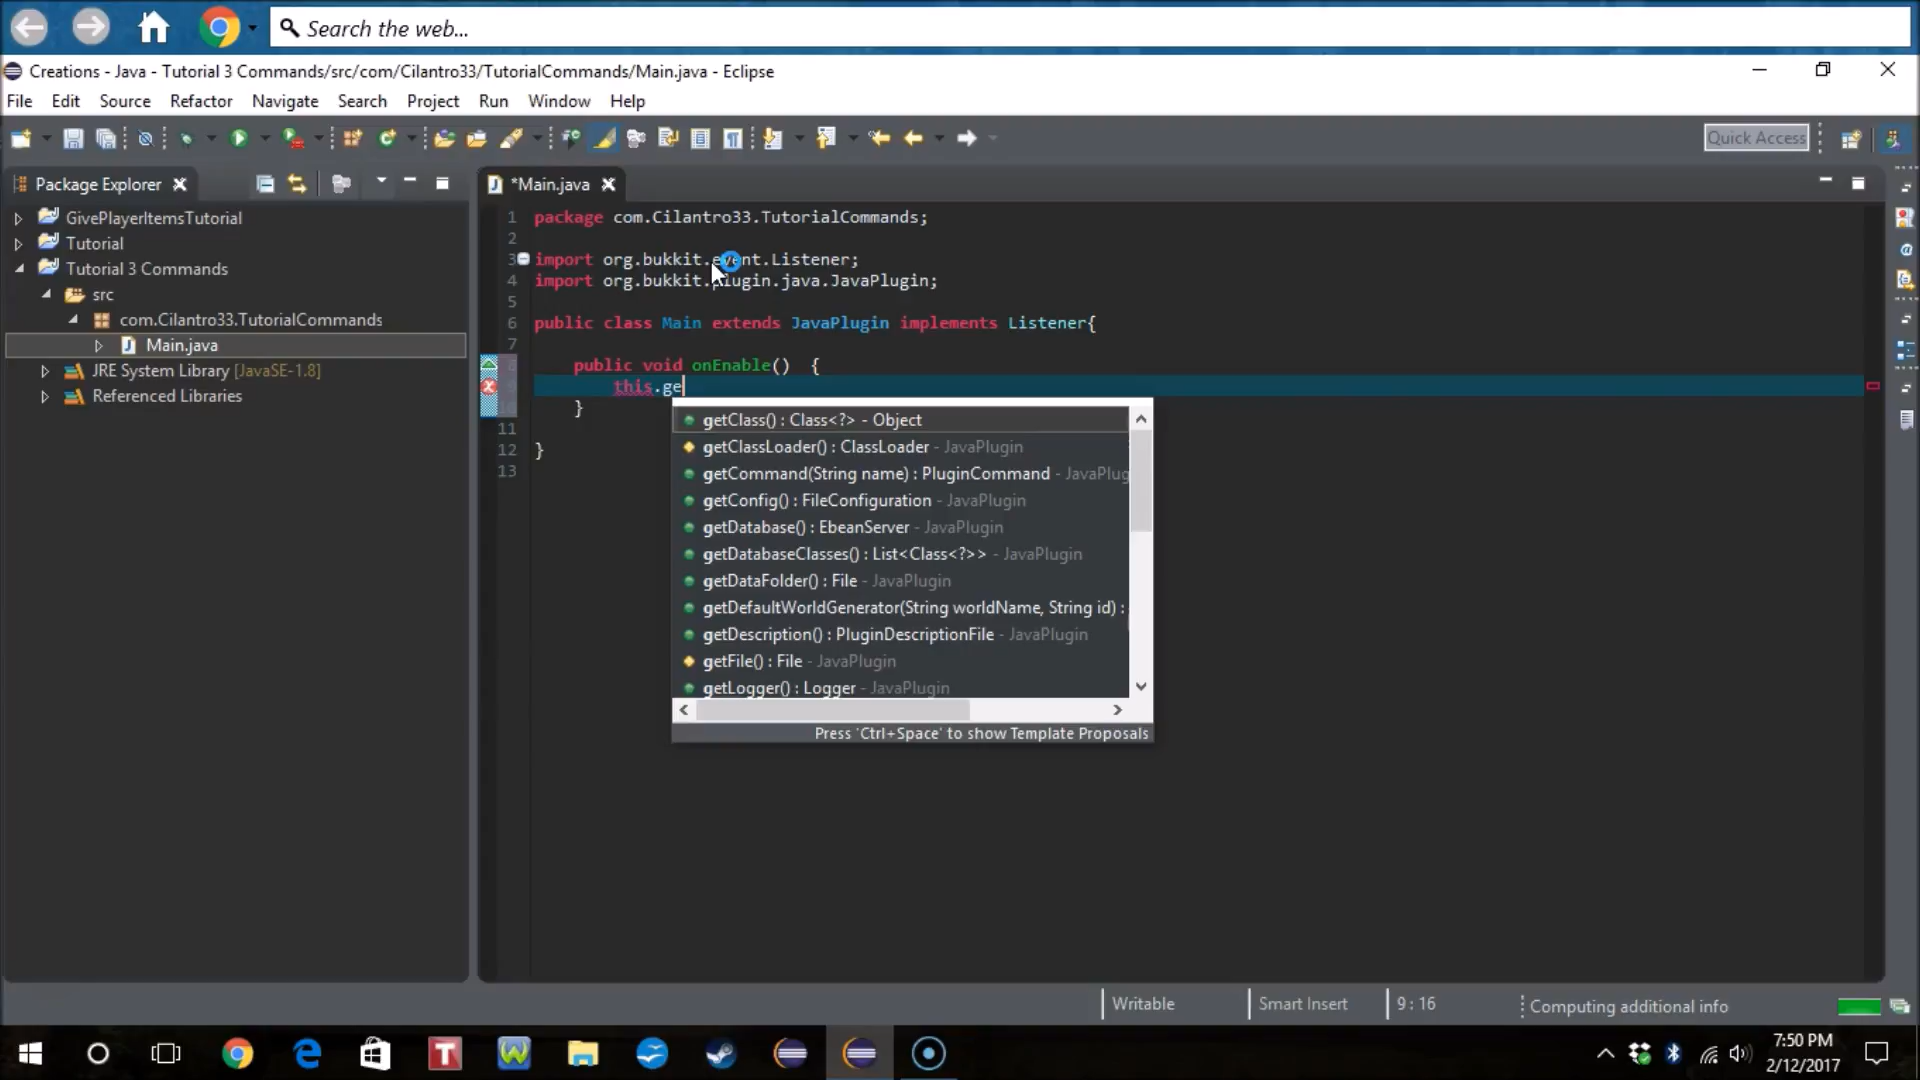 Search the web...
Creations - Java - Tutorial 3 Commands/src/com/Cilantro33/TutorialCommands/Main.java - Eclipse
File Edit Source Refactor Navigate Search Project Run Window Help
Quick Access
Package Explorer
*Main.java
GivePlayerItemsTutorial
Tutorial
Tutorial 3 Commands
src
com.Cilantro33.TutorialCommands
Main.java
JRE System Library [JavaSE-1.8]
Referenced Libraries
1 package com.Cilantro33.TutorialCommands;
2
3 import org.bukkit.event.Listener;
4 import org.bukkit.plugin.java.JavaPlugin;
5
6 public class Main extends JavaPlugin implements Listener{
7
8 public void onEnable() {
this.ge
}
11
12 }
13
getClass() : Class<?> - Object
getClassLoader() : ClassLoader - JavaPlugin
getCommand(String name) : PluginCommand - JavaPlug
getConfig() : FileConfiguration - JavaPlugin
getDatabase() : EbeanServer - JavaPlugin
getDatabaseClasses() : List<Class<?>> - JavaPlugin
getDataFolder() : File - JavaPlugin
getDefaultWorldGenerator(String worldName, String id) :
getDescription() : PluginDescriptionFile - JavaPlugin
getFile() : File - JavaPlugin
getLogger() : Logger - JavaPlugin
Press 'Ctrl+Space' to show Template Proposals
Writable
Smart Insert
9 : 16
Computing additional info
7:50 PM
2/12/2017